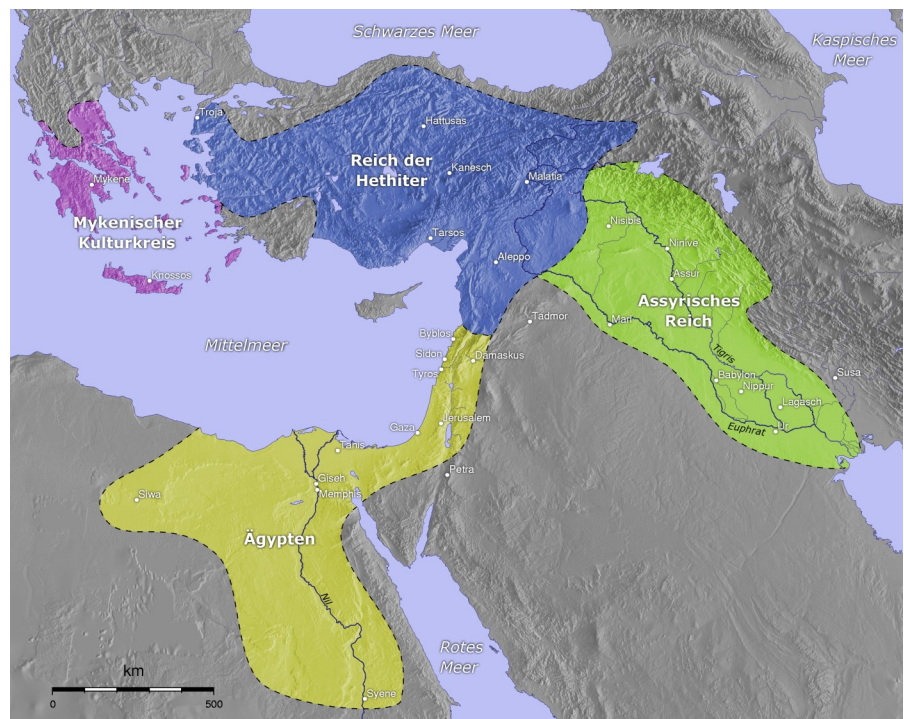 Schwarzes Meer
Kaspisches
Meer
Troja
Hattusas
Reich der
Hethiter
Kanesch
Malatia
Mykene
Mykenischer
Kulturkreis
Nisibis
Ninive
Tarsos
Aleppo
Assur
Knossos
Assyrisches
Reich
Tadmor
Mari
Byblos
Mittelmeer
Sidon
Damaskus
Tigris
Tyros
Babylon
Susa
Nippur
Lagasch
Gaza
Jerusalem
Euphrat
Ur
Tanis
Petra
Giseh
Memphis
Siwa
Ägypten
Nil
Rotes
Meer
km
0
500
Syene